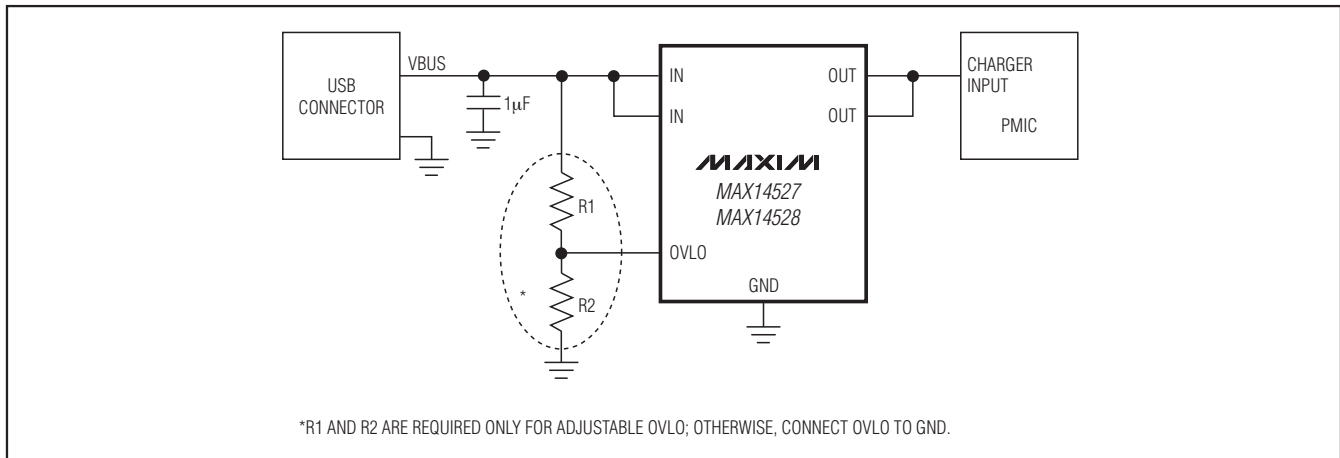 USB
CONNECTOR
VBUS
1μF
R1
*
R2
IN
IN
OVLO
OUT
OUT
MAXIM
MAX14527
MAX14528
GND
CHARGER
INPUT
PMIC
*R1 AND R2 ARE REQUIRED ONLY FOR ADJUSTABLE OVLO; OTHERWISE, CONNECT OVLO TO GND.